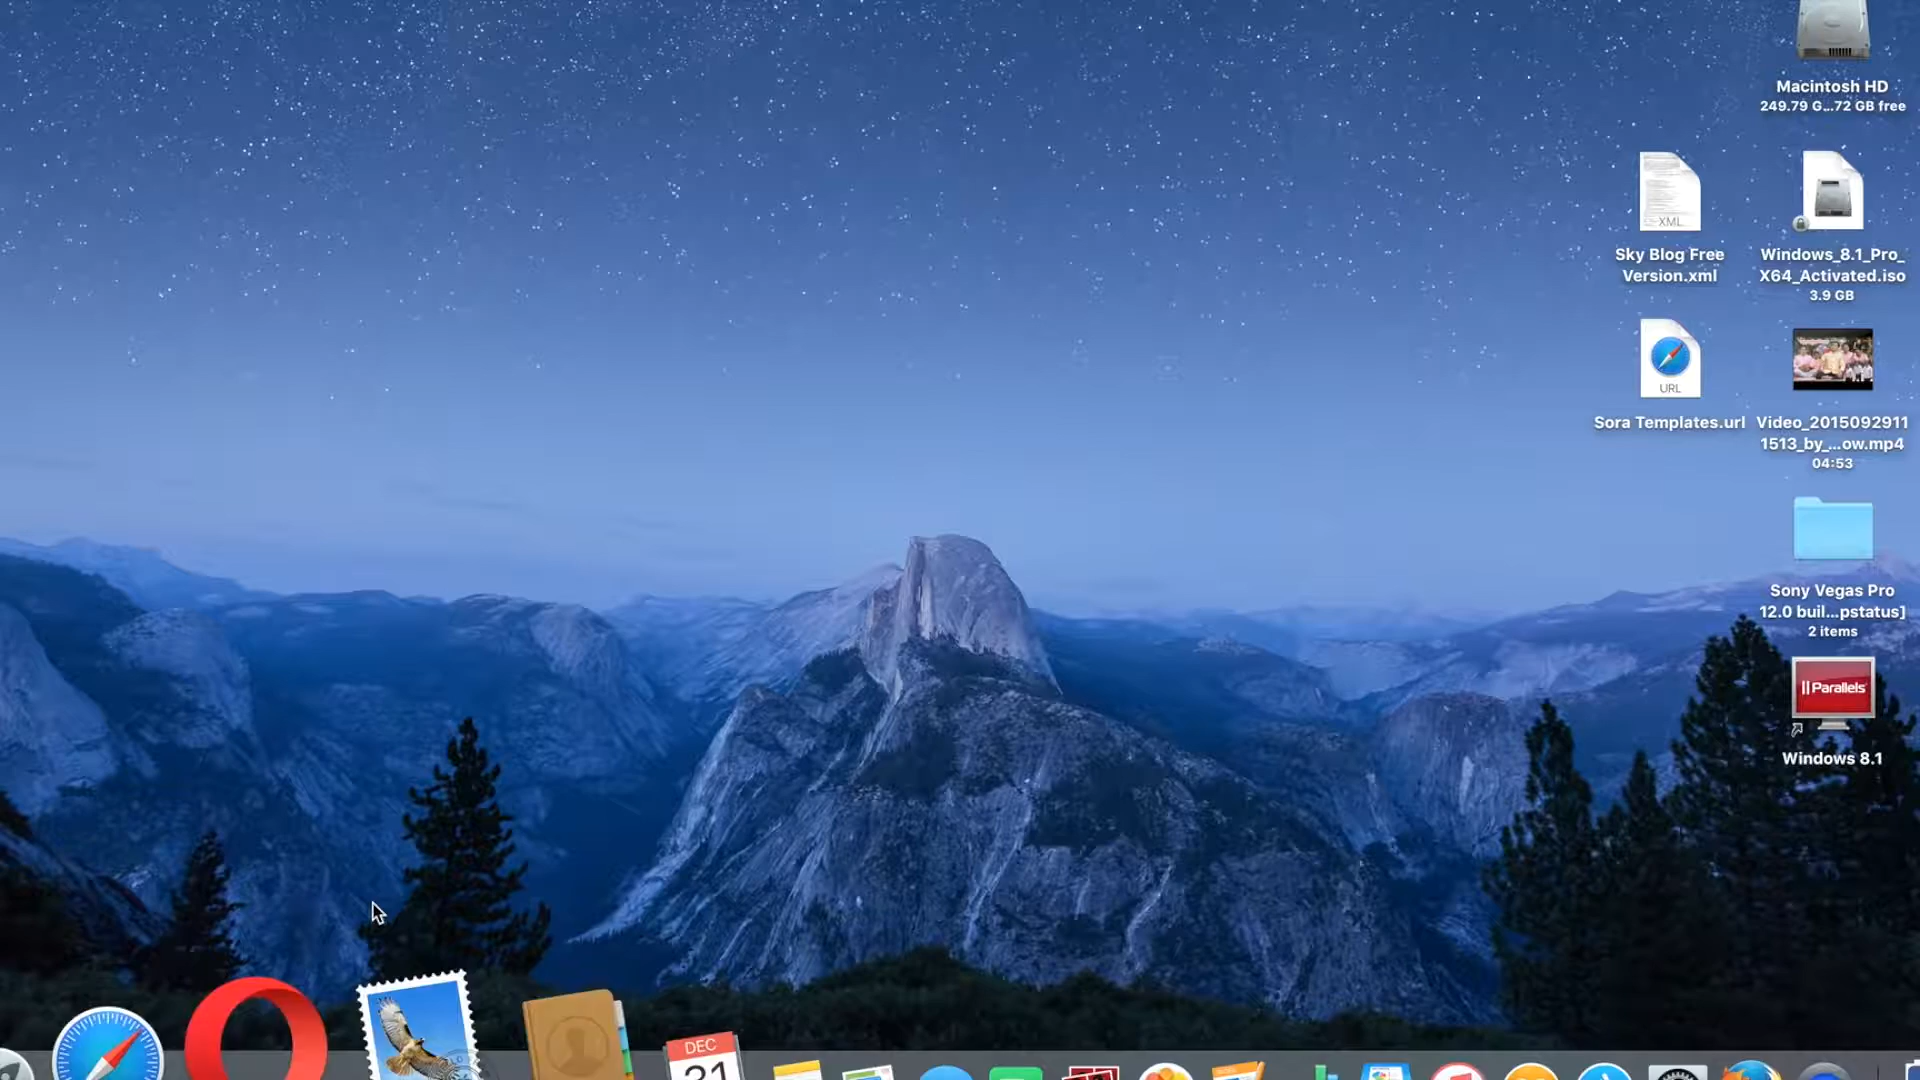 Macintosh HD
249.79 G...72 GB free
XML
Sky Blog Free
Version.xml
Windows_8.1_Pro_
X64_Activated.iso
3.9 GB
URL
Sora Templates.url
Video_2015092911
1513_by_...ow.mp4
04:53
Sony Vegas Pro
12.0 buil...pstatus]
2 items
Parallels
Windows 8.1
DEC
31